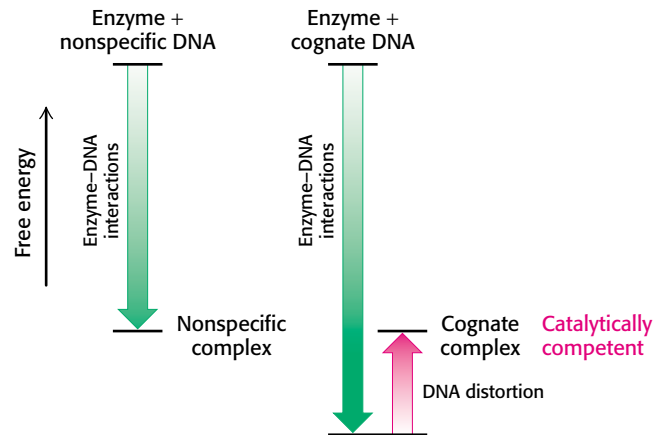 Enzyme +
nonspecific DNA
Enzyme +
cognate DNA
Free energy
Enzyme–DNA
interactions
Enzyme–DNA
interactions
Nonspecific
complex
Cognate
complex
Catalytically
competent
DNA distortion